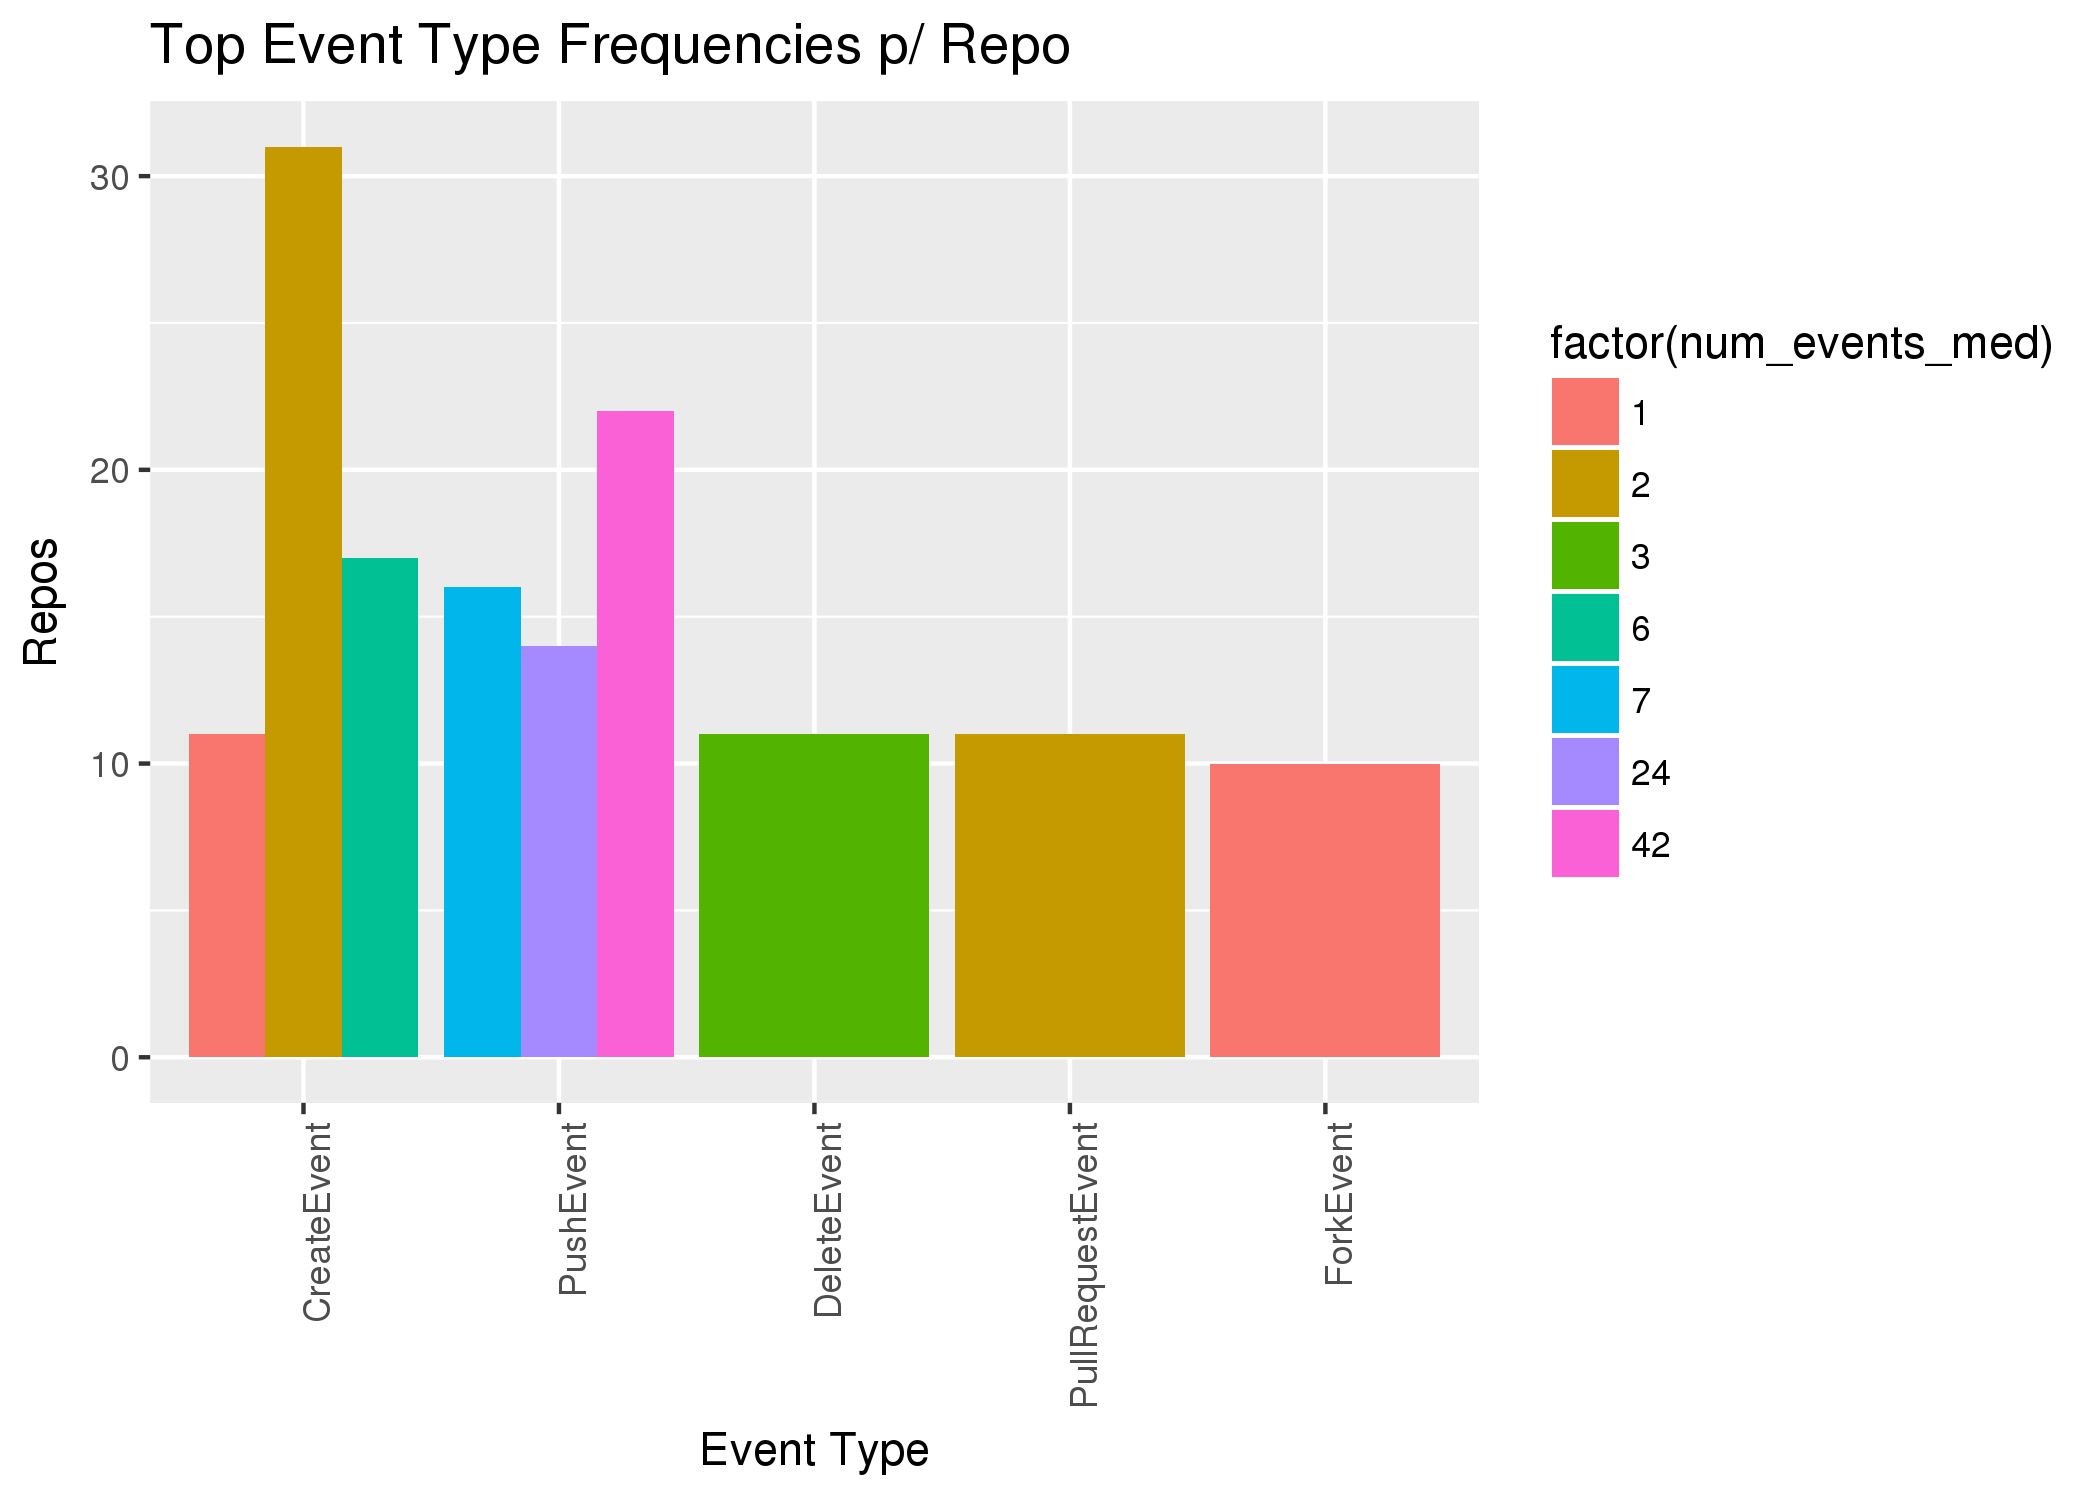 Top Event Type Frequencies p/ Repo
Repos
30
20
10
0
CreateEvent
PushEvent
DeleteEvent
PullRequestEvent
ForkEvent
Event Type
factor(num_events_med)
1
2
3
6
7
24
42